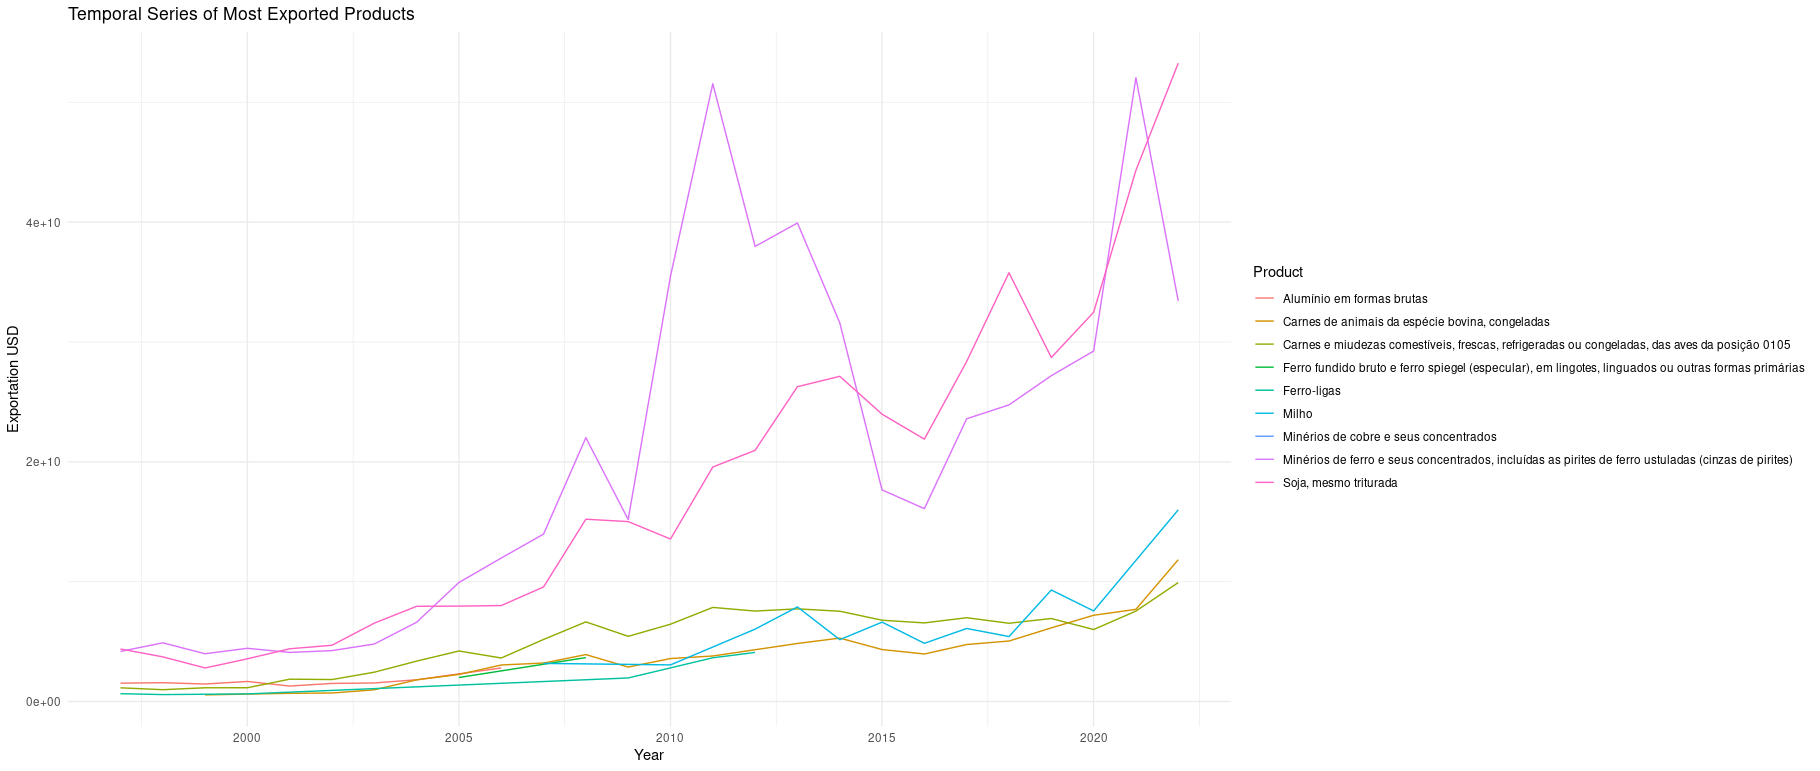 Temporal Series of Most Exported Products
Exportation USD
4e+10
2e+10
0e+00
2000 2005 2010 2015 2020
Year
Product
Alumínio em formas brutas
Carnes de animais da espécie bovina, congeladas
Carnes e miudezas comestíveis, frescas, refrigeradas ou congeladas, das aves da posição 0105
Ferro fundido bruto e ferro spiegel (especular), em lingotes, linguados ou outras formas primárias
Ferro-ligas
Milho
Minérios de cobre e seus concentrados
Minérios de ferro e seus concentrados, incluídas as pirites de ferro ustuladas (cinzas de pirites)
Soja, mesmo triturada